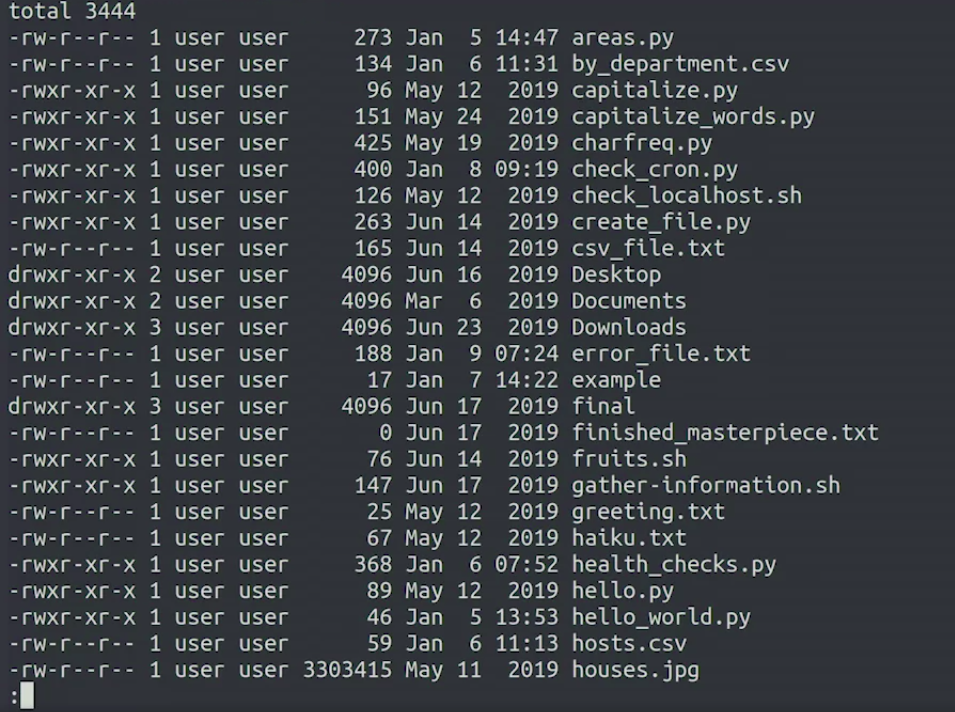 total 3444
-rw-r--r-- 1 user user     273 Jan  5 14:47 areas.py
-rw-r--r-- 1 user user     134 Jan  6 11:31 by_department.csv
-rwxr-xr-x 1 user user      96 May 12  2019 capitalize.py
-rwxr-xr-x 1 user user     151 May 24  2019 capitalize_words.py
-rwxr-xr-x 1 user user     425 May 19  2019 charfreq.py
-rwxr-xr-x 1 user user     400 Jan  8 09:19 check_cron.py
-rwxr-xr-x 1 user user     126 May 12  2019 check_localhost.sh
-rwxr-xr-x 1 user user     263 Jun 14  2019 create_file.py
-rw-r--r-- 1 user user     165 Jun 14  2019 csv_file.txt
drwxr-xr-x 2 user user    4096 Jun 16  2019 Desktop
drwxr-xr-x 2 user user    4096 Mar  6  2019 Documents
drwxr-xr-x 3 user user    4096 Jun 23  2019 Downloads
-rw-r--r-- 1 user user     188 Jan  9 07:24 error_file.txt
-rw-r--r-- 1 user user      17 Jan  7 14:22 example
drwxr-xr-x 3 user user    4096 Jun 17  2019 final
-rw-r--r-- 1 user user       0 Jun 17  2019 finished_masterpiece.txt
-rwxr-xr-x 1 user user      76 Jun 14  2019 fruits.sh
-rwxr-xr-x 1 user user     147 Jun 17  2019 gather-information.sh
-rw-r--r-- 1 user user      25 May 12  2019 greeting.txt
-rw-r--r-- 1 user user      67 May 12  2019 haiku.txt
-rwxr-xr-x 1 user user     368 Jan  6 07:52 health_checks.py
-rwxr-xr-x 1 user user      89 May 12  2019 hello.py
-rwxr-xr-x 1 user user      46 Jan  5 13:53 hello_world.py
-rw-r--r-- 1 user user      59 Jan  6 11:13 hosts.csv
-rw-r--r-- 1 user user 3303415 May 11  2019 houses.jpg
: